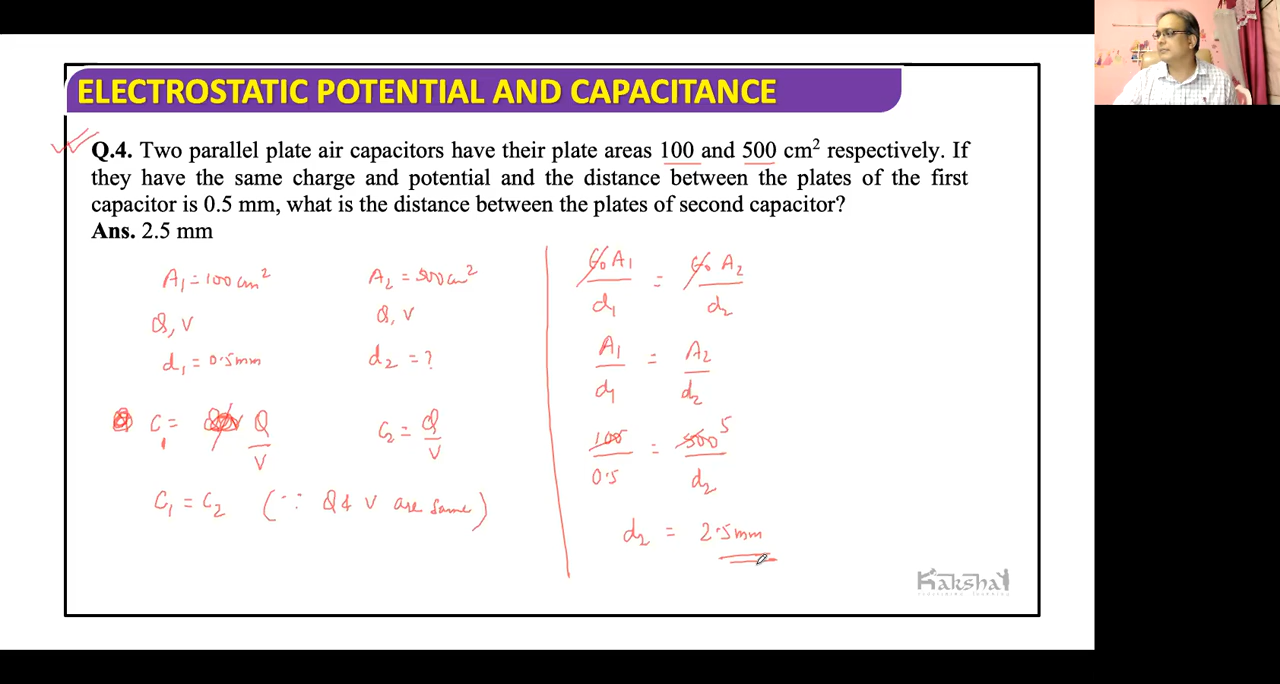 ELECTROSTATIC POTENTIAL AND CAPACITANCE
Q.4. Two parallel plate air capacitors have their plate areas 100 and 500 cm² respectively. If
they have the same charge and potential and the distance between the plates of the first
capacitor is 0.5 mm, what is the distance between the plates of second capacitor?
Ans. 2.5 mm
A₁ = 100 cm²
A₂ = 500 cm²
Q, V
Q, V
d₁ = 0.5mm
d₂ = ?
C₁ = Q/V
C₂ = Q/V
C₁ = C₂ (∵ Q & V are same)
ε₀A₁/d₁ = ε₀A₂/d₂
A₁/d₁ = A₂/d₂
100/0.5 = 500 5/d₂
d₂ = 2.5mm
Kaksha